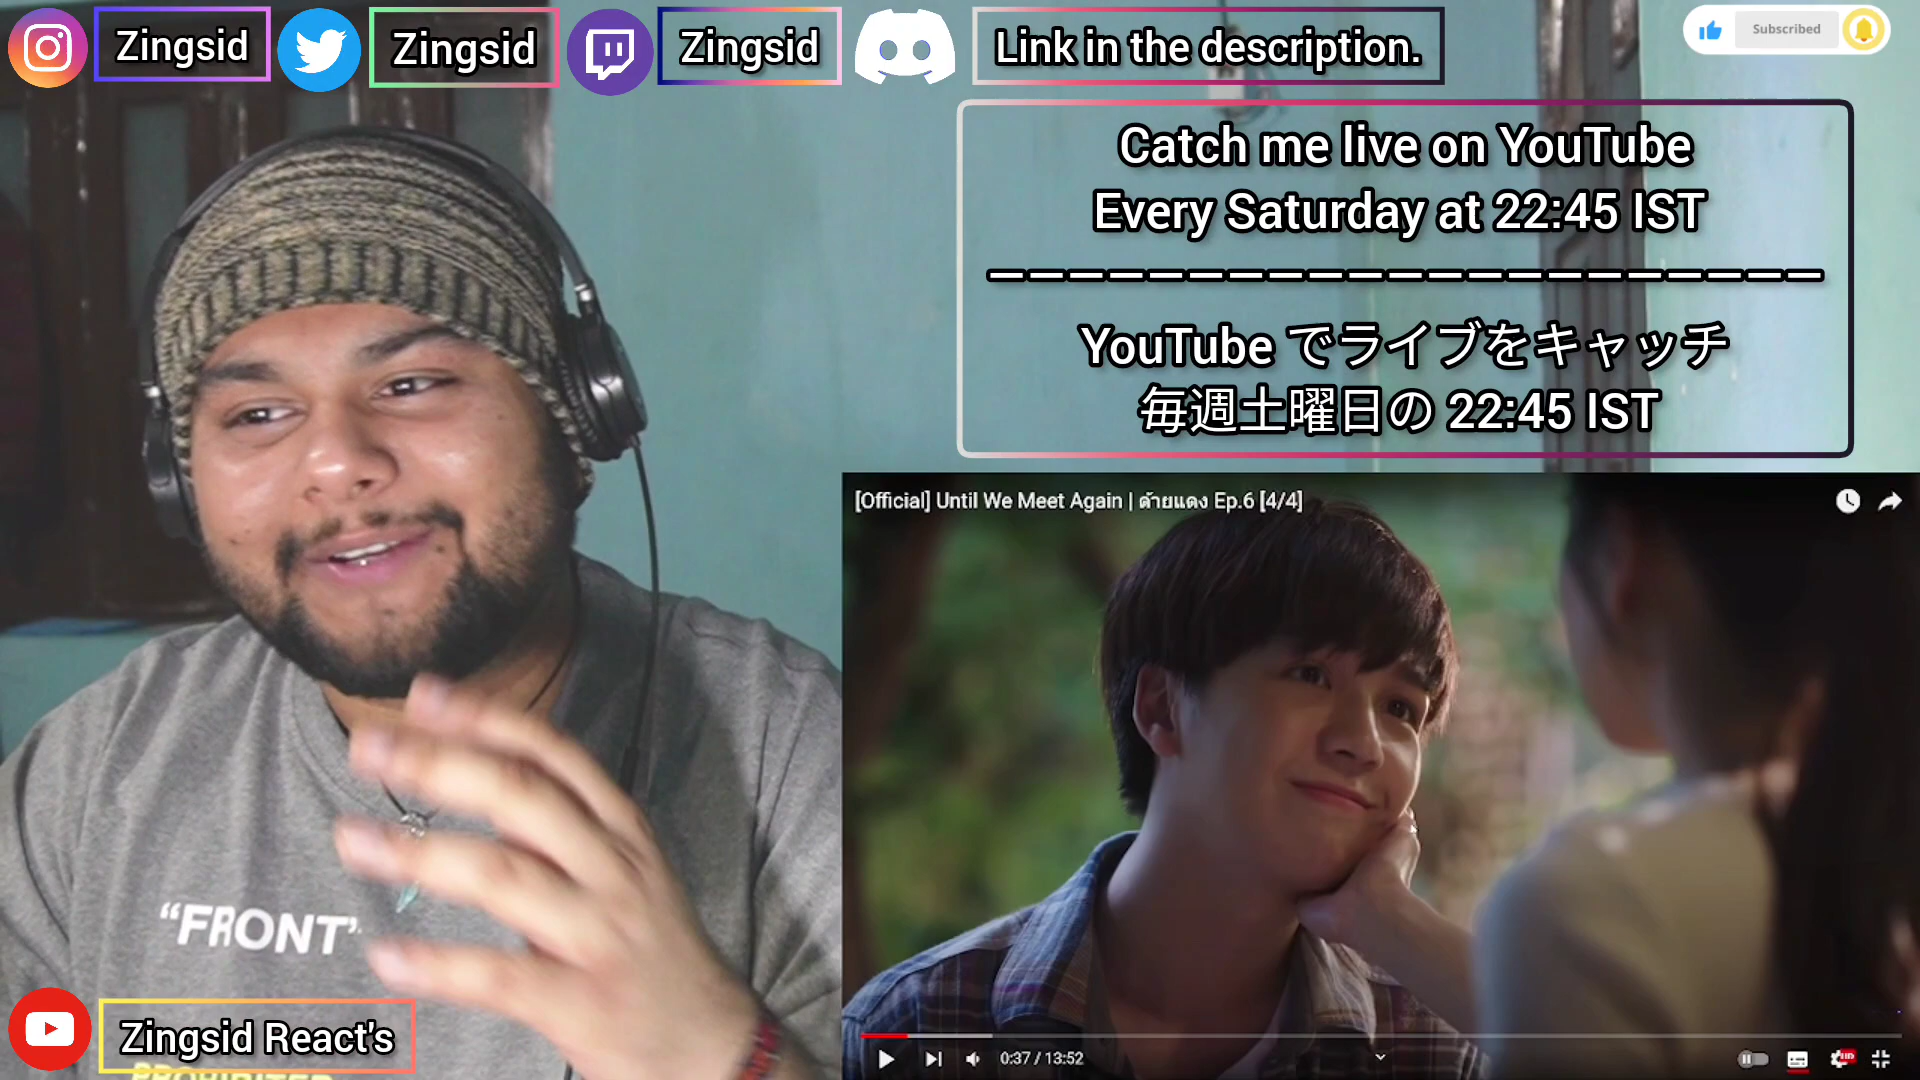 Zingsid
Zingsid
Zingsid
Link in the description.
Subscribed
Catch me live on YouTube
Every Saturday at 22:45 IST
YouTube でライブをキャッチ
毎週土曜日の 22:45 IST
[Official] Until We Meet Again | ด้ายแดง Ep.6 [4/4]
"FRONT"
0:37 / 13:52
HD
Zingsid React's
PROHIBITED